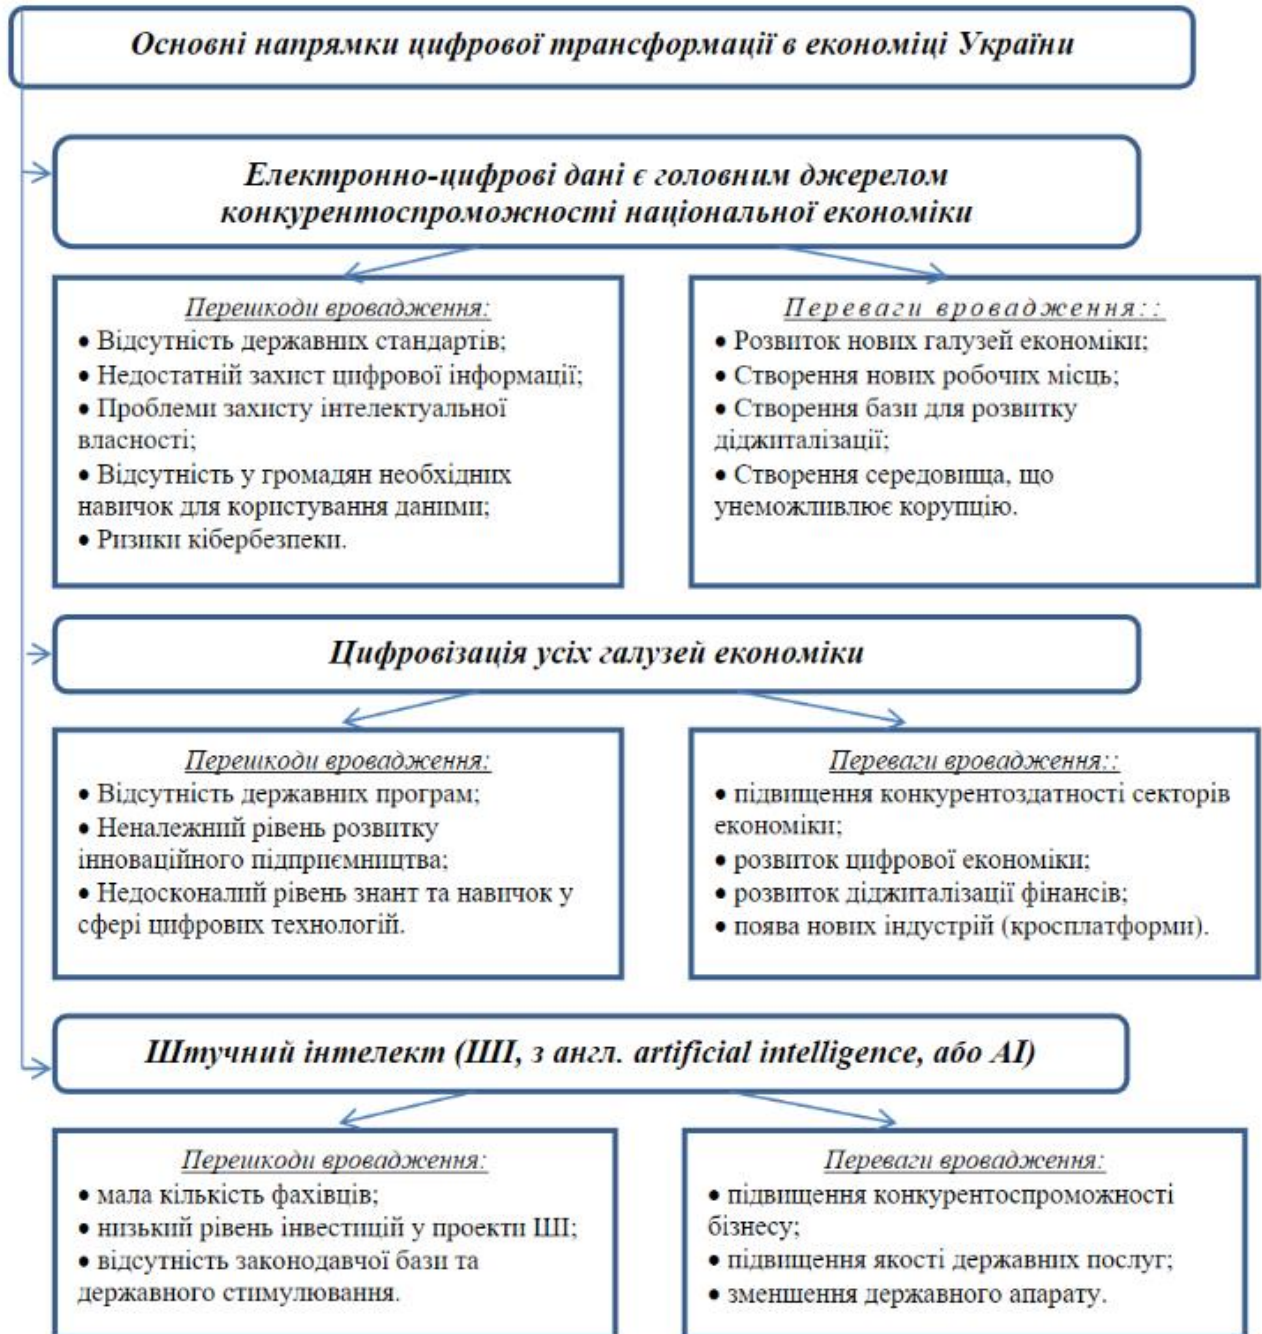 Основні напрямки цифрової трансформації в економіці України
Електронно-цифрові дані є головним джерелом
конкурентоспроможності національної економіки
Перешкоди вровадження:
• Відсутність державних стандартів;
• Недостатній захист цифрової інформації;
• Проблеми захисту інтелектуальної
власності;
• Відсутність у громадян необхідних
навичок для користування даними;
• Ризики кібербезпеки.
Переваги вровадження::
• Розвиток нових галузей економіки;
• Створення нових робочих місць;
• Створення бази для розвитку
діджиталізації;
• Створення середовища, що
унеможливлює корупцію.
Цифровізація усіх галузей економіки
Перешкоди вровадження:
• Відсутність державних програм;
• Неналежний рівень розвитку
інноваційного підприємництва;
• Недосконалий рівень знант та навичок у
сфері цифрових технологій.
Переваги вровадження::
• підвищення конкурентоздатності секторів
економіки;
• розвиток цифрової економіки;
• розвиток діджиталізації фінансів;
• поява нових індустрій (кросплатформи).
Штучний інтелект (ШІ, з англ. artificial intelligence, або AI)
Перешкоди вровадження:
• мала кількість фахівців;
• низький рівень інвестицій у проекти ШІ;
• відсутність законодавчої бази та
державного стимулювання.
Переваги вровадження:
• підвищення конкурентоспроможності
бізнесу;
• підвищення якості державних послуг;
• зменшення державного апарату.